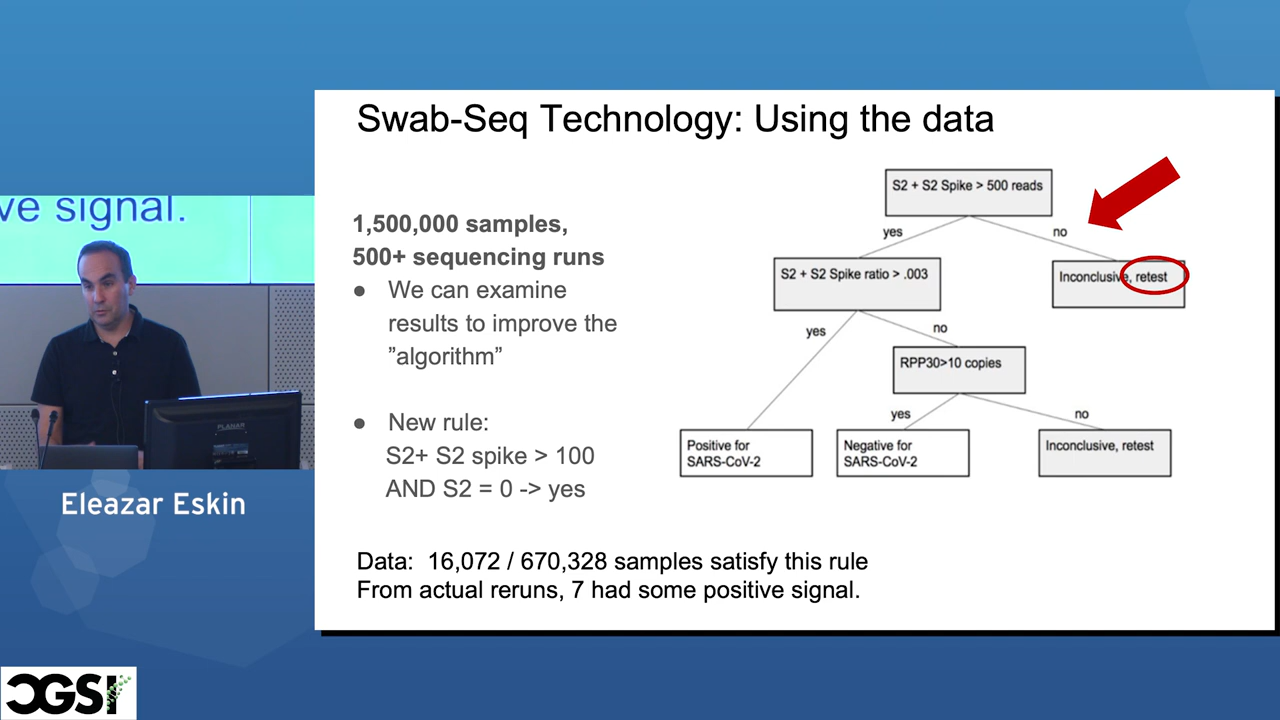 Swab-Seq Technology: Using the data
ve signal.
1,500,000 samples,
500+ sequencing runs
● We can examine
results to improve the
”algorithm”
● New rule:
S2+ S2 spike > 100
AND S2 = 0 -> yes
S2 + S2 Spike > 500 reads
yes
no
S2 + S2 Spike ratio > .003
Inconclusive, retest
yes
no
RPP30>10 copies
yes
no
Positive for
SARS-CoV-2
Negative for
SARS-CoV-2
Inconclusive, retest
Data: 16,072 / 670,328 samples satisfy this rule
From actual reruns, 7 had some positive signal.
PLANAR
Eleazar Eskin
CGSI